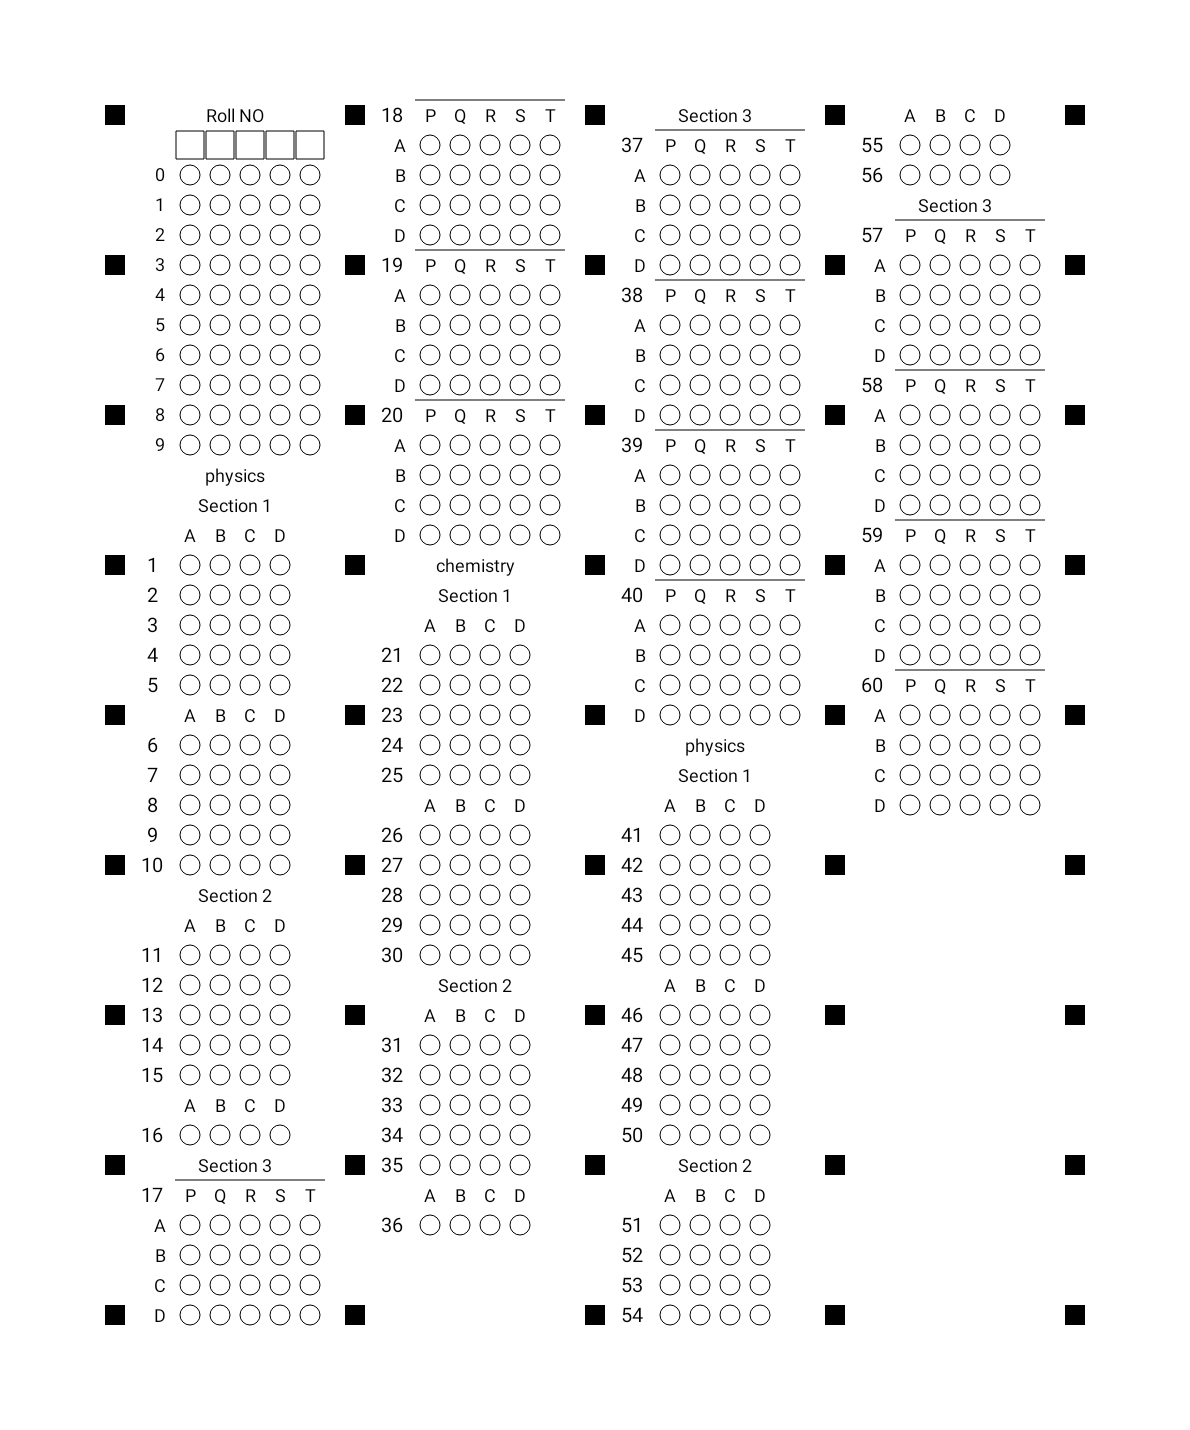 Roll NO
0
1
2
3
4
5
6
7
8
9
physics
Section 1
A B C D
1
2
3
4
5
A B C D
6
7
8
9
10
Section 2
A B C D
11
12
13
14
15
A B C D
16
Section 3
17 P Q R S T
A
B
C
D
18 P Q R S T
A
B
C
D
19 P Q R S T
A
B
C
D
20 P Q R S T
A
B
C
D
chemistry
Section 1
A B C D
21
22
23
24
25
A B C D
26
27
28
29
30
Section 2
A B C D
31
32
33
34
35
A B C D
36
Section 3
37 P Q R S T
A
B
C
D
38 P Q R S T
A
B
C
D
39 P Q R S T
A
B
C
D
40 P Q R S T
A
B
C
D
physics
Section 1
A B C D
41
42
43
44
45
A B C D
46
47
48
49
50
Section 2
A B C D
51
52
53
54
A B C D
55
56
Section 3
57 P Q R S T
A
B
C
D
58 P Q R S T
A
B
C
D
59 P Q R S T
A
B
C
D
60 P Q R S T
A
B
C
D